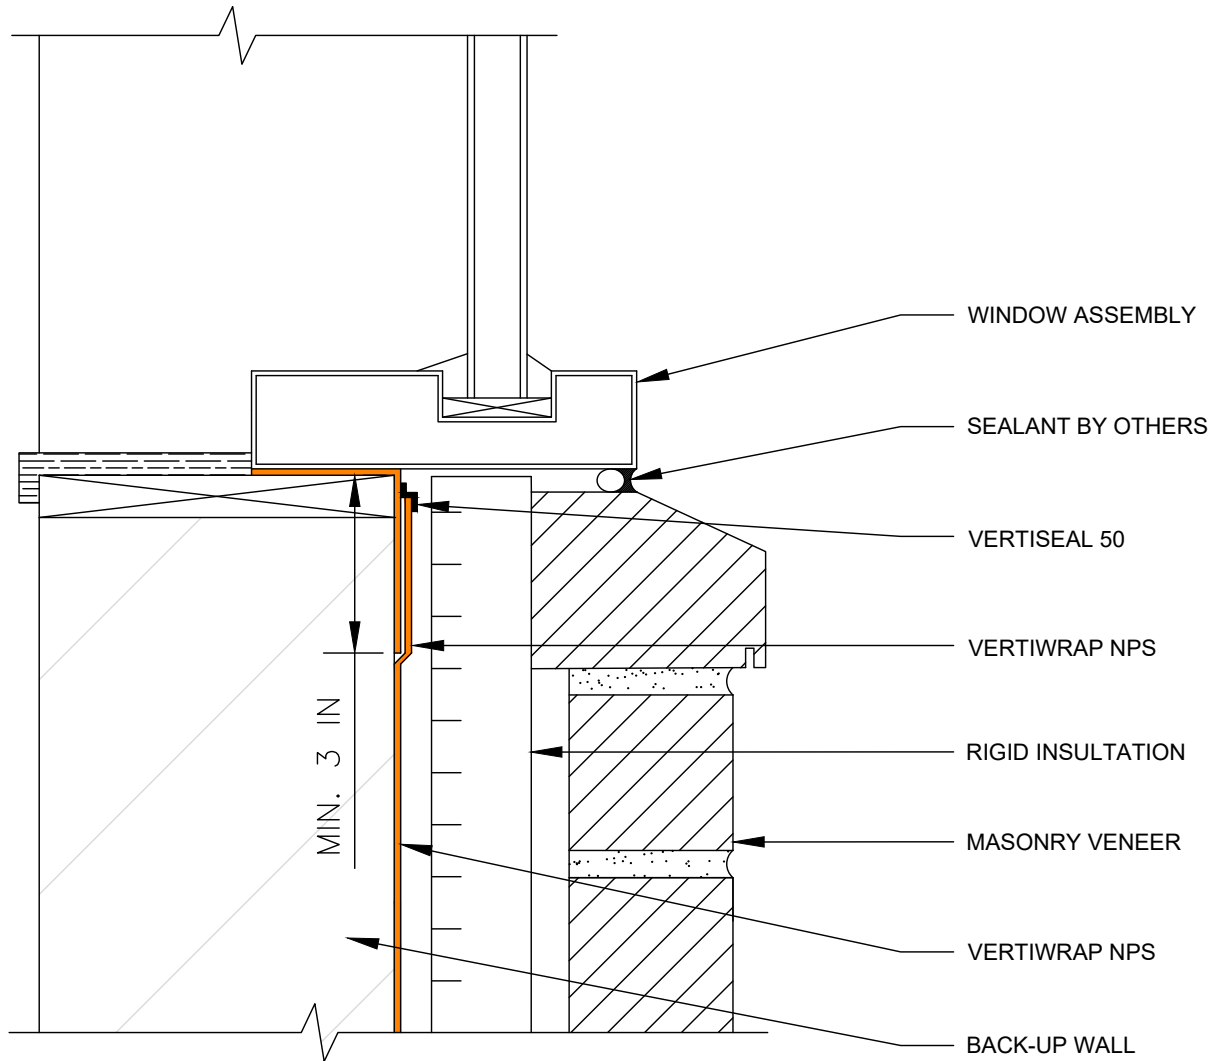 WINDOW ASSEMBLY
SEALANT BY OTHERS
VERTISEAL 50
VERTIWRAP NPS
MIN. 3 IN
RIGID INSULTATION
MASONRY VENEER
VERTIWRAP NPS
BACK-UP WALL